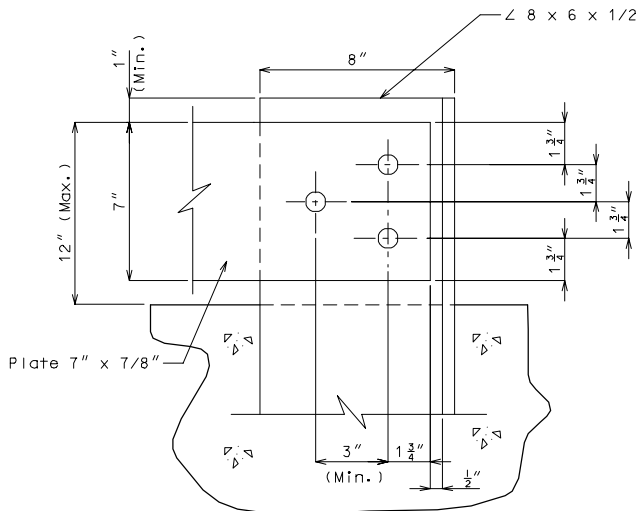 ∠ 8 x 6 x 1/2
8"
1"
(Min.)
12" (Max.)
7"
1 3/4"
1 3/4"
1 3/4"
1 3/4"
Plate 7" x 7/8"
3"
(Min.)
1 3/4"
1/2"